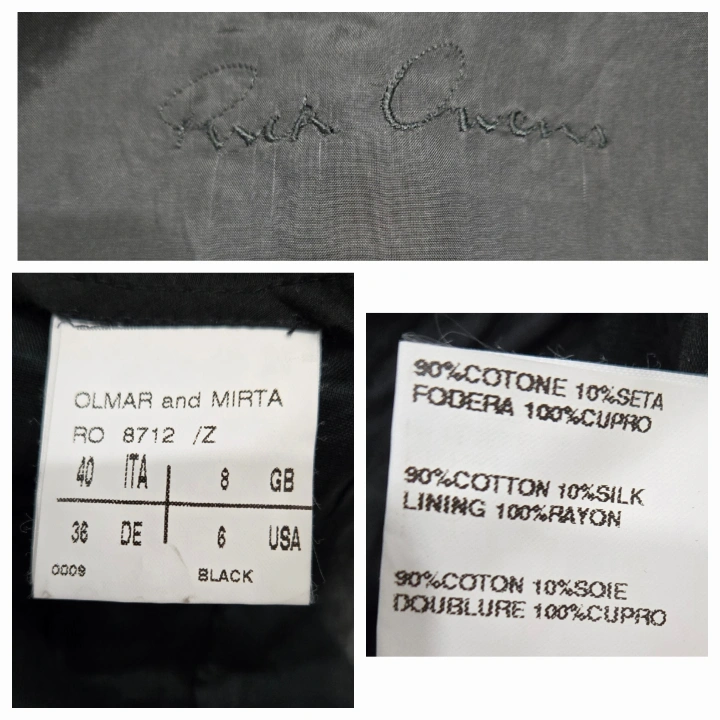 Rick Owens
OLMAR and MIRTA
RO 8712 /Z
40 ITA 8 GB
36 DE 6 USA
0009 BLACK
90%COTONE 10%SETA
FODERA 100%CUPRO
90%COTTON 10%SILK
LINING 100%RAYON
90%COTON 10%SOIE
DOUBLURE 100%CUPRO